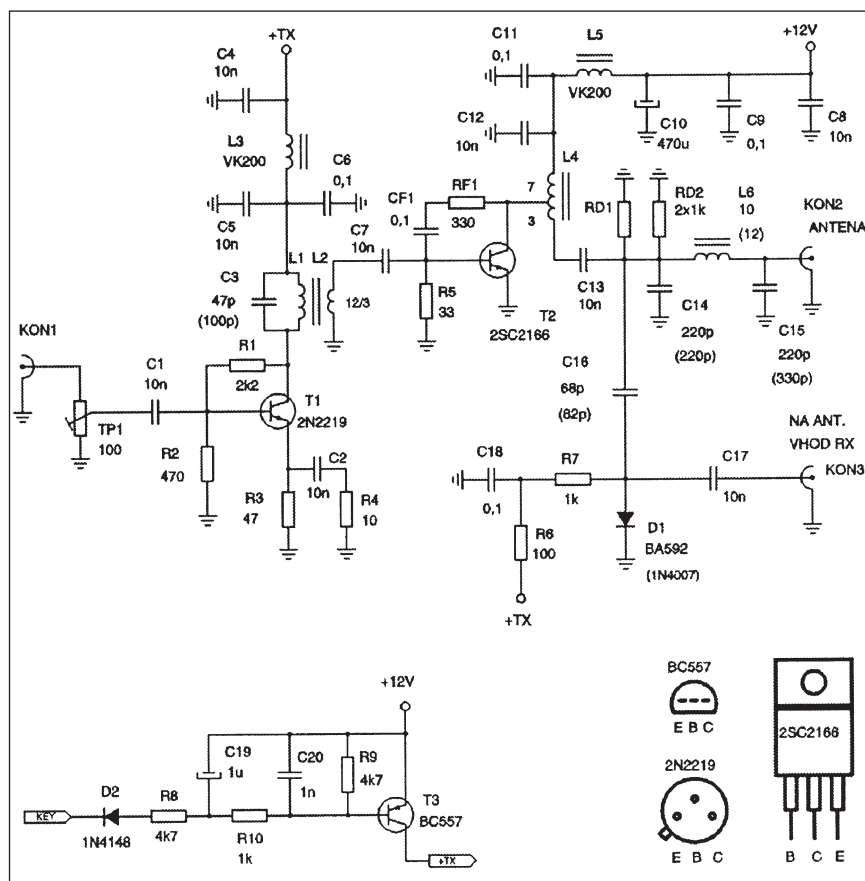 +TX
C4
10n
L3
VK200
C5
10n
C6
0,1
C3
47p
(100p)
L1
L2
12/3
C7
10n
KON1
TP1
100
C1
10n
R1
2k2
T1
2N2219
R2
470
R3
47
C2
10n
R4
10
C11
0,1
L5
VK200
+12V
C12
10n
C10
470u
C9
0,1
C8
10n
L4
7
3
CF1
0,1
RF1
330
R5
33
T2
2SC2166
C13
10n
RD1
RD2
2x1k
L6
10
(12)
KON2
ANTENA
C14
220p
(220p)
C15
220p
(330p)
C16
68p
(82p)
NA ANT.
VHOD RX
KON3
C18
0,1
R7
1k
C17
10n
R6
100
+TX
D1
BA592
(1N4007)
+12V
C19
1u
C20
1n
R9
4k7
KEY
D2
1N4148
R8
4k7
R10
1k
T3
BC557
+TX
BC557
E B C
2N2219
E B C
2SC2166
B C E